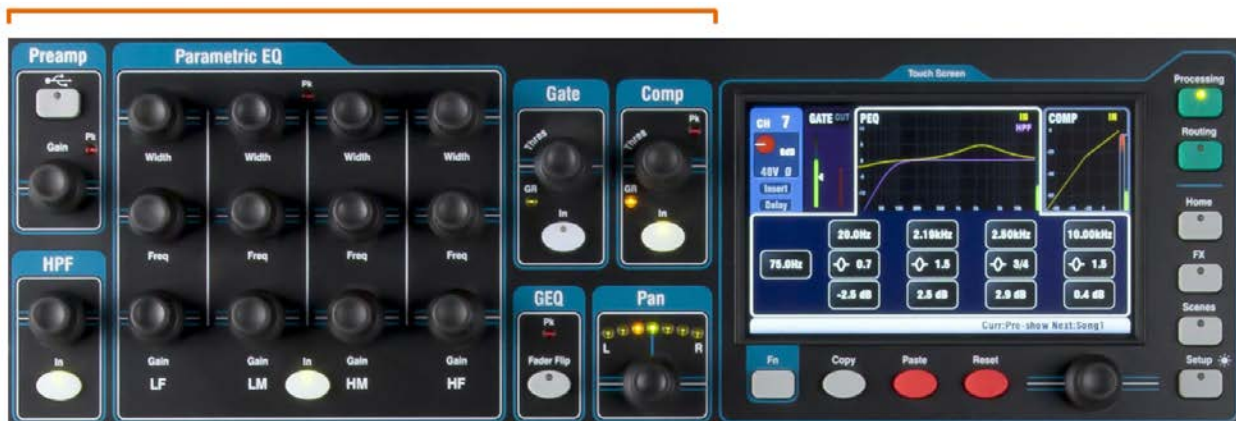 Preamp
Pk
Gain
HPF
In
Parametric EQ
Pk
Width
Width
Width
Width
Freq
Freq
Freq
Freq
Gain
Gain
In
Gain
Gain
LF
LM
HM
HF
Gate
Thres
GR
In
Comp
Pk
Thres
GR
In
GEQ
Pk
Fader Flip
Pan
L
R
Touch Screen
CH 7
0dB
48V Ø
Insert
Delay
GATE OUT
PEQ
IN
HPF
COMP
IN
75.0Hz
20.0Hz
2.19kHz
2.50kHz
10.00kHz
0.7
1.5
3/4
1.5
-2.5 dB
2.5 dB
2.9 dB
0.4 dB
Curr:Pre-show Next:Song1
Fn
Copy
Paste
Reset
Processing
Routing
Home
FX
Scenes
Setup